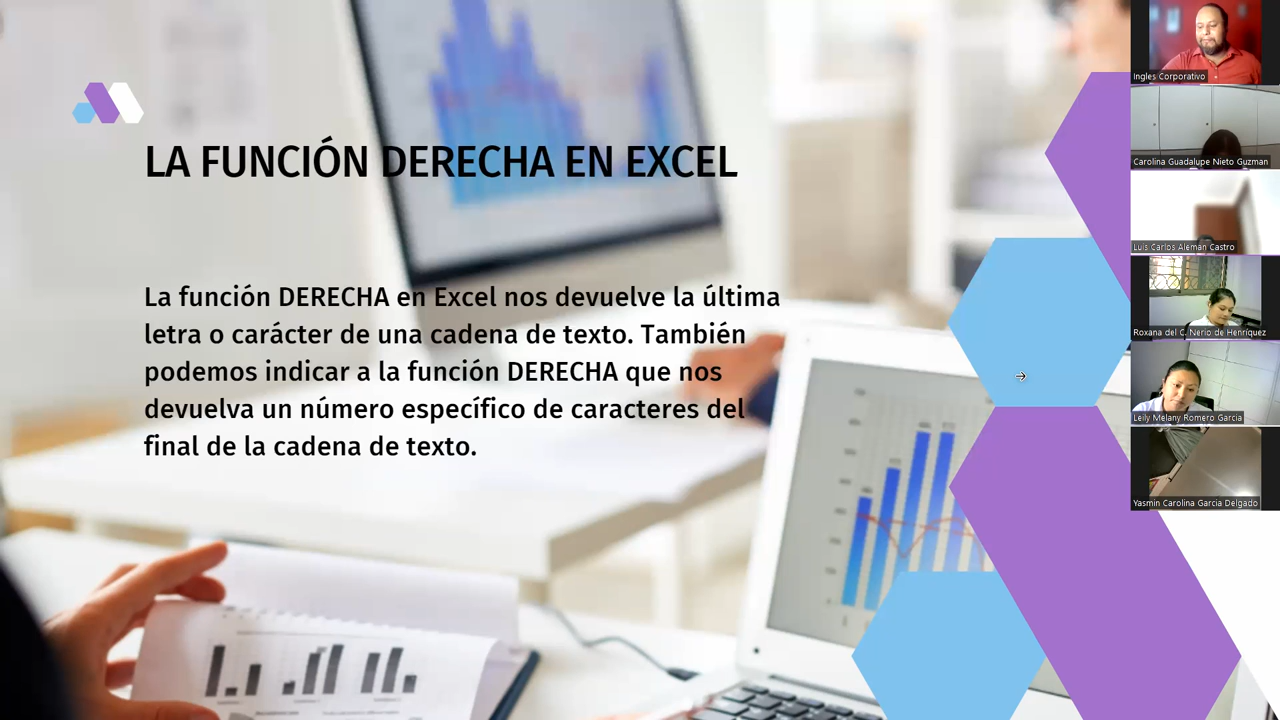 LA FUNCIÓN DERECHA EN EXCEL
La función DERECHA en Excel nos devuelve la última
letra o carácter de una cadena de texto. También
podemos indicar a la función DERECHA que nos
devuelva un número específico de caracteres del
final de la cadena de texto.
Ingles Corporativo
Carolina Guadalupe Nieto Guzman
Luis Carlos Alemán Castro
Roxana del C. Nerio de Henríquez
Leily Melany Romero Garcia
Yasmin Carolina Garcia Delgado